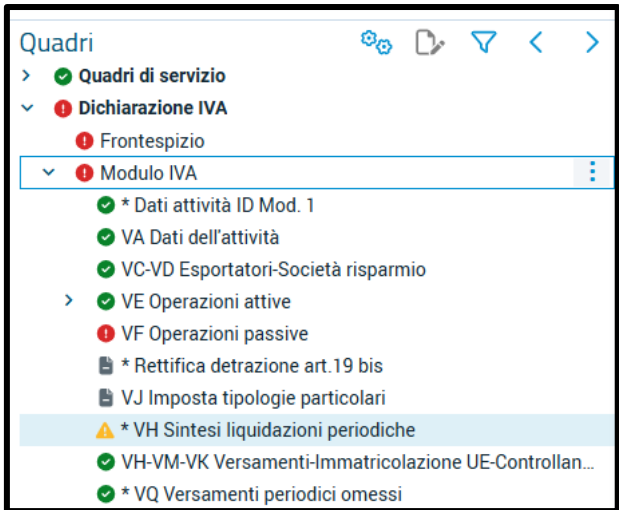 Quadri
Quadri di servizio
Dichiarazione IVA
Frontespizio
Modulo IVA
* Dati attività ID Mod. 1
VA Dati dell'attività
VC-VD Esportatori-Società risparmio
VE Operazioni attive
VF Operazioni passive
* Rettifica detrazione art.19 bis
VJ Imposta tipologie particolari
* VH Sintesi liquidazioni periodiche
VH-VM-VK Versamenti-Immatricolazione UE-Controllan...
* VQ Versamenti periodici omessi